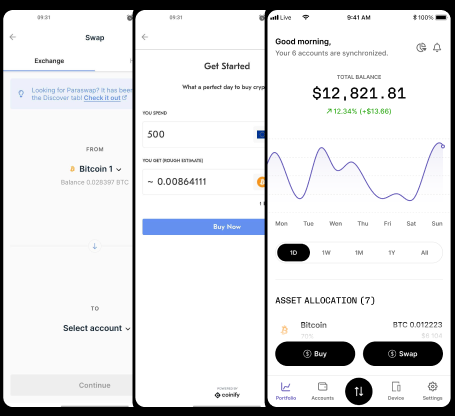 09:31
Swap
Exchange
Looking for Paraswap? It has been
the Discover tab! Check it out
FROM
Bitcoin 1
Balance 0.028397 BTC
TO
Select account
Continue
09:31
Get Started
What a perfect day to buy cryp
YOU SPEND
500
YOU GET (ROUGH ESTIMATE)
~ 0.00864111
Buy Now
POWERED BY
coinify
Live
9:41 AM
100%
Good morning,
Your 6 accounts are synchronized.
TOTAL BALANCE
$12,821.81
12.34% (+$13.66)
Mon Tue Wen Thu Fri Sat Sun
1D 1W 1M 1Y All
ASSET ALLOCATION (7)
Bitcoin BTC 0.012223
Buy Swap
Portfolio Accounts Device Settings